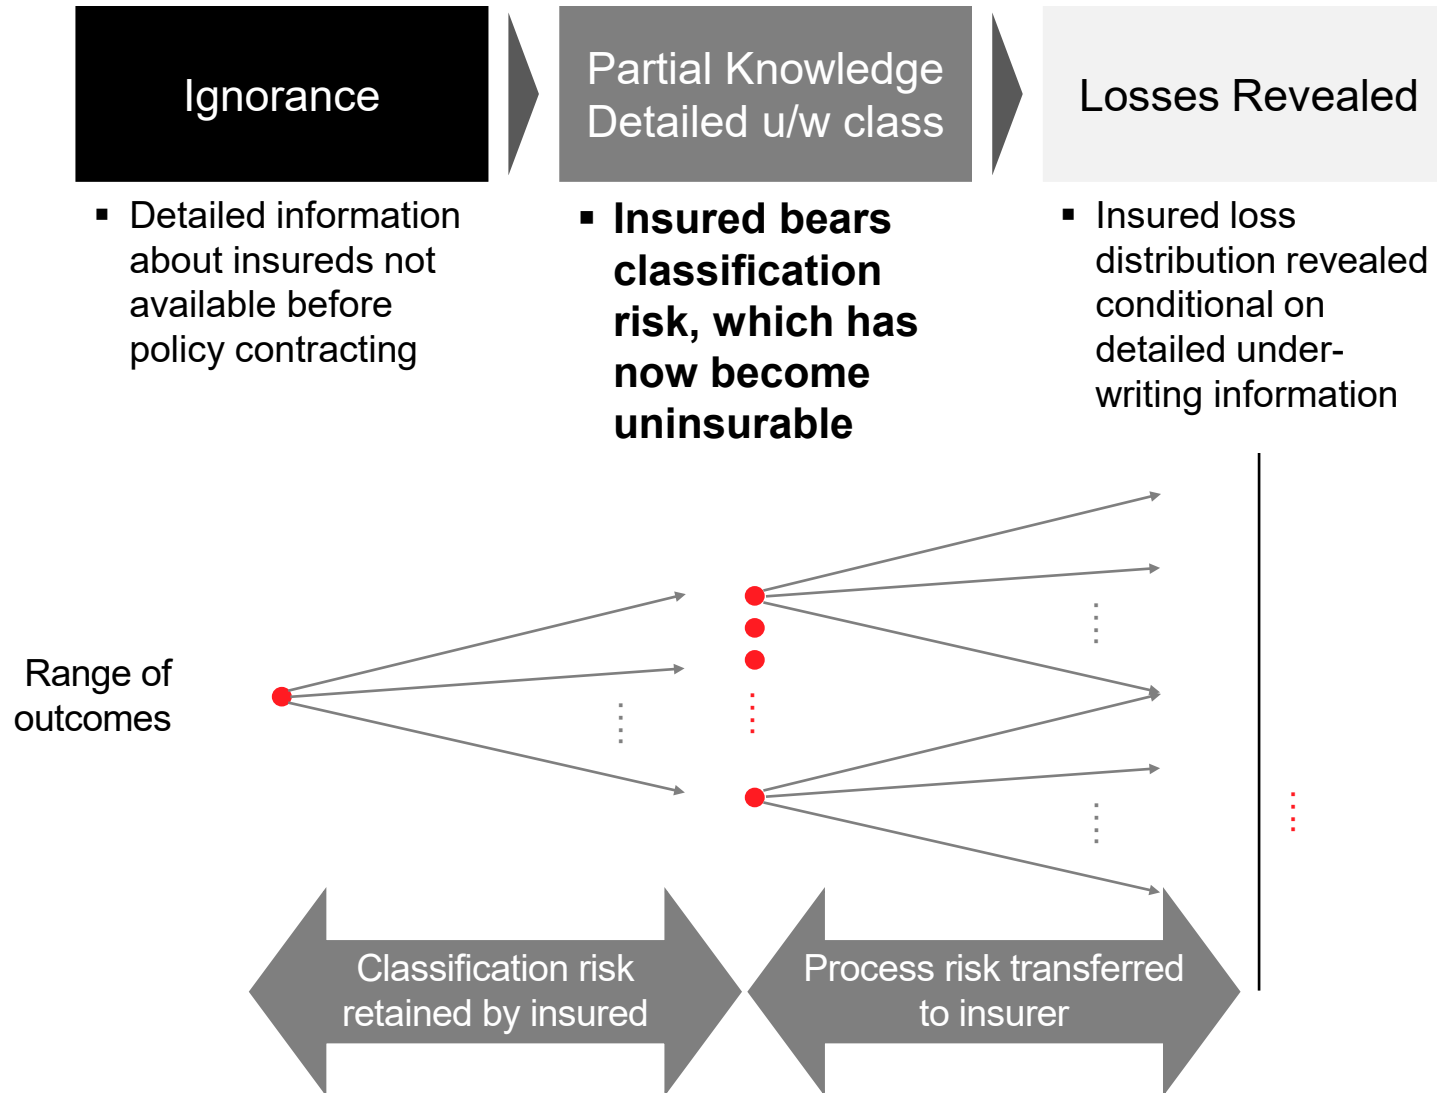 Ignorance
Partial Knowledge
Detailed u/w class
Losses Revealed
▪ Detailed information
about insureds not
available before
policy contracting
▪ Insured bears
classification
risk, which has
now become
uninsurable
▪ Insured loss
distribution revealed
conditional on
detailed under-
writing information
Range of
outcomes
Classification risk
retained by insured
Process risk transferred
to insurer